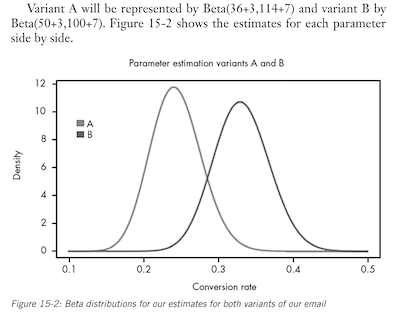 Variant A will be represented by Beta(36+3,114+7) and variant B by
Beta(50+3,100+7). Figure 15-2 shows the estimates for each parameter
side by side.
Parameter estimation variants A and B
12
10
8
6
4
2
0
Density
A
B
0.1 0.2 0.3 0.4 0.5
Conversion rate
Figure 15-2: Beta distributions for our estimates for both variants of our email